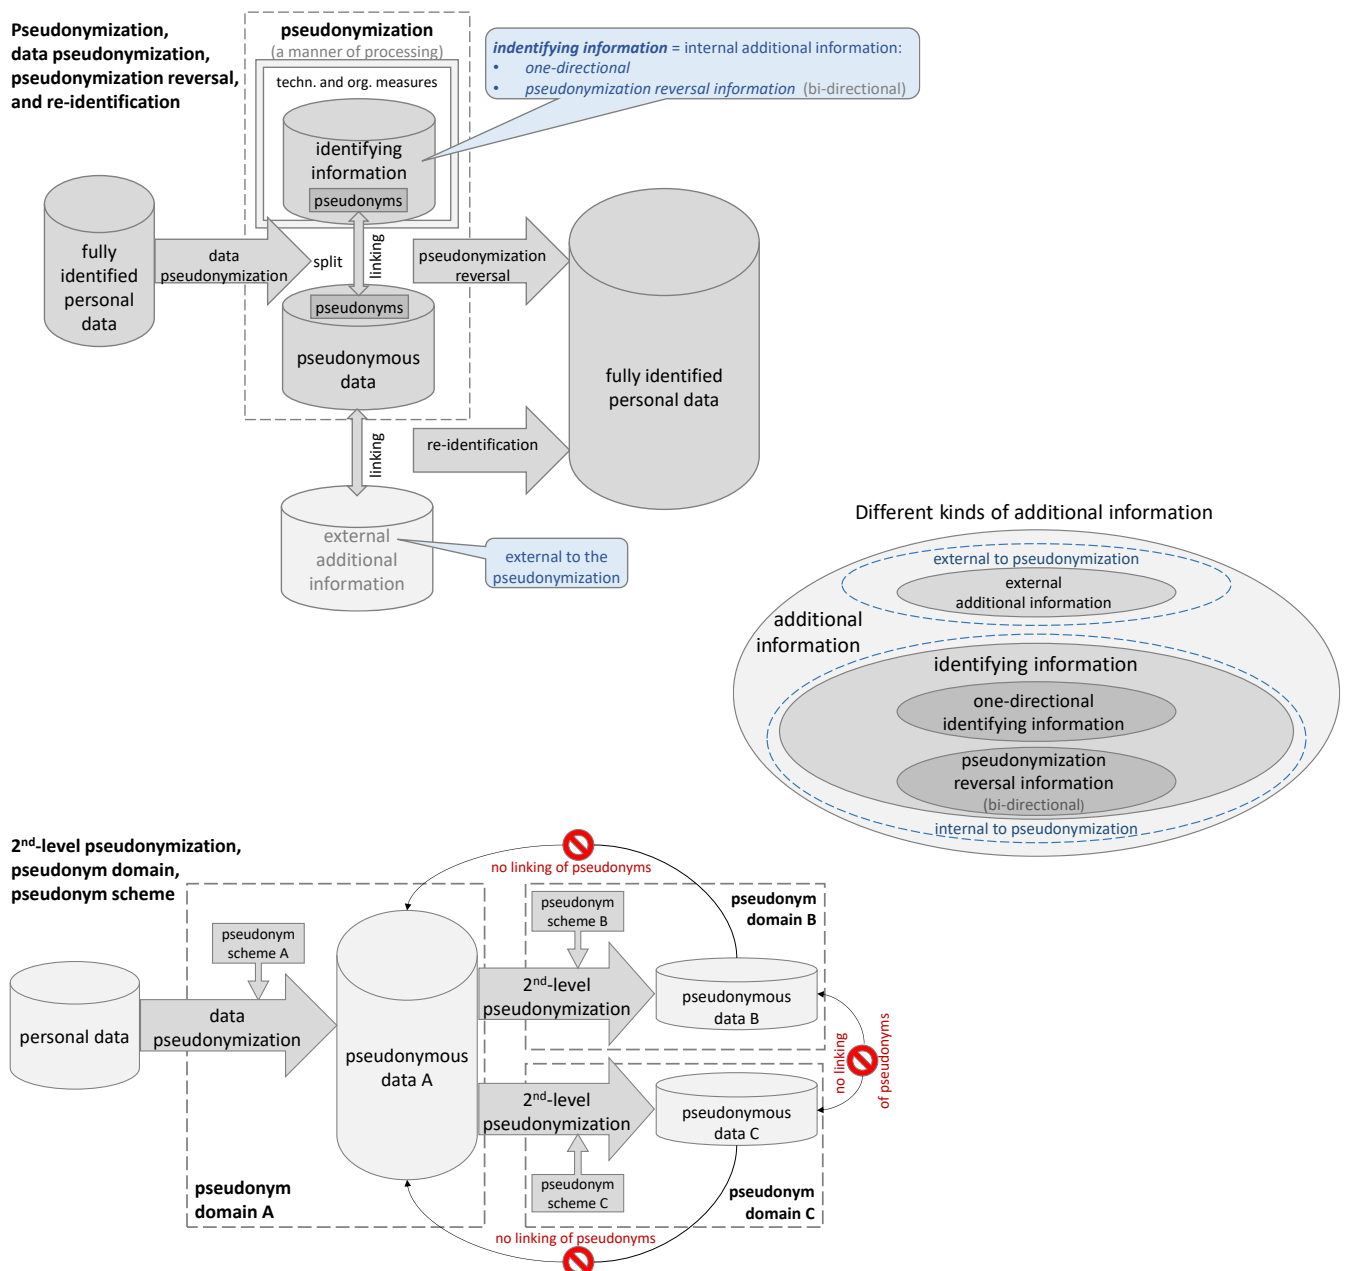 Pseudonymization,
data pseudonymization,
pseudonymization reversal,
and re-identification
pseudonymization
(a manner of processing)
techn. and org. measures
identifying
information
pseudonyms
indentifying information = internal additional information:
• one-directional
• pseudonymization reversal information (bi-directional)
fully
identified
personal
data
data
pseudonymization
split
linking
pseudonymization
reversal
pseudonyms
pseudonymous
data
fully identified
personal data
linking
re-identification
external
additional
information
external to the
pseudonymization
Different kinds of additional information
external to pseudonymization
external
additional information
additional
information
identifying information
one-directional
identifying information
pseudonymization
reversal information
(bi-directional)
internal to pseudonymization
2nd-level pseudonymization,
pseudonym domain,
pseudonym scheme
no linking of pseudonyms
pseudonym
scheme A
pseudonym
scheme B
pseudonym
domain B
personal data
data
pseudonymization
pseudonymous
data A
2nd-level
pseudonymization
pseudonymous
data B
no linking
of pseudonyms
2nd-level
pseudonymization
pseudonymous
data C
pseudonym
domain A
pseudonym
scheme C
pseudonym
domain C
no linking of pseudonyms